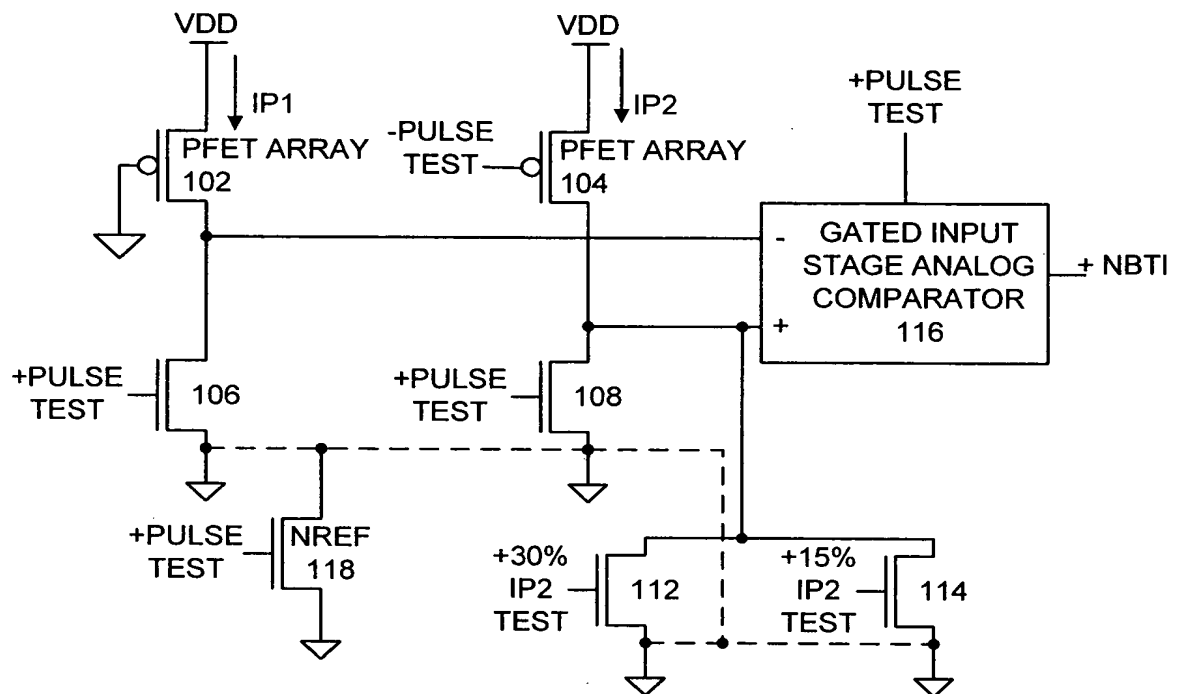 VDD
VDD
IP1
IP2
+PULSE
TEST
PFET ARRAY
102
-PULSE
TEST
PFET ARRAY
104
-
GATED INPUT
STAGE ANALOG
COMPARATOR
116
+
+ NBTI
+PULSE
TEST
106
+PULSE
TEST
108
+PULSE
TEST
NREF
118
+30%
IP2
TEST
112
+15%
IP2
TEST
114